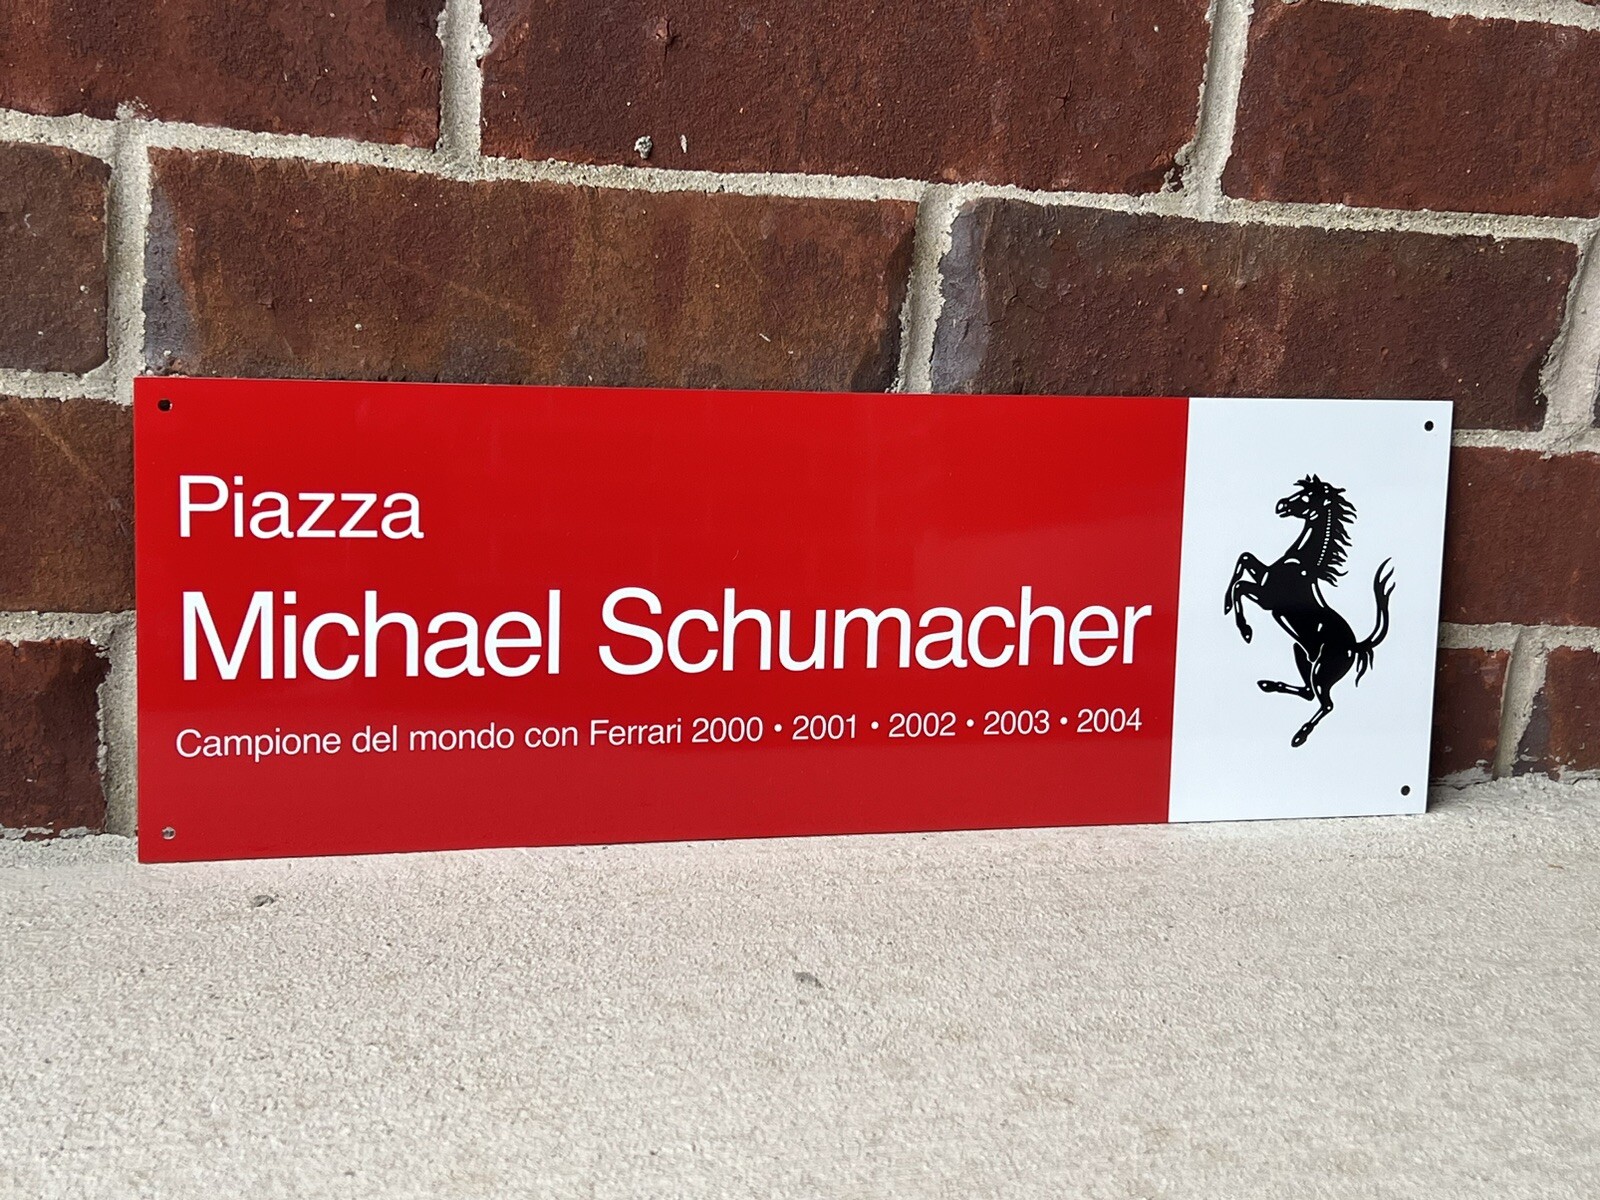 Piazza
Michael Schumacher
Campione del mondo con Ferrari 2000 • 2001 • 2002 • 2003 • 2004